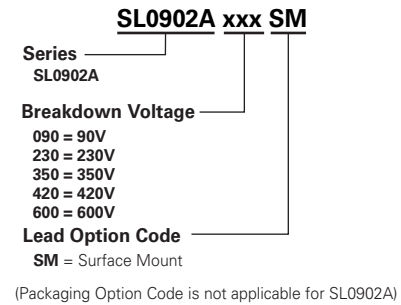 SL0902A xxx SM
Series
SL0902A
Breakdown Voltage
090 = 90V
230 = 230V
350 = 350V
420 = 420V
600 = 600V
Lead Option Code
SM = Surface Mount
(Packaging Option Code is not applicable for SL0902A)